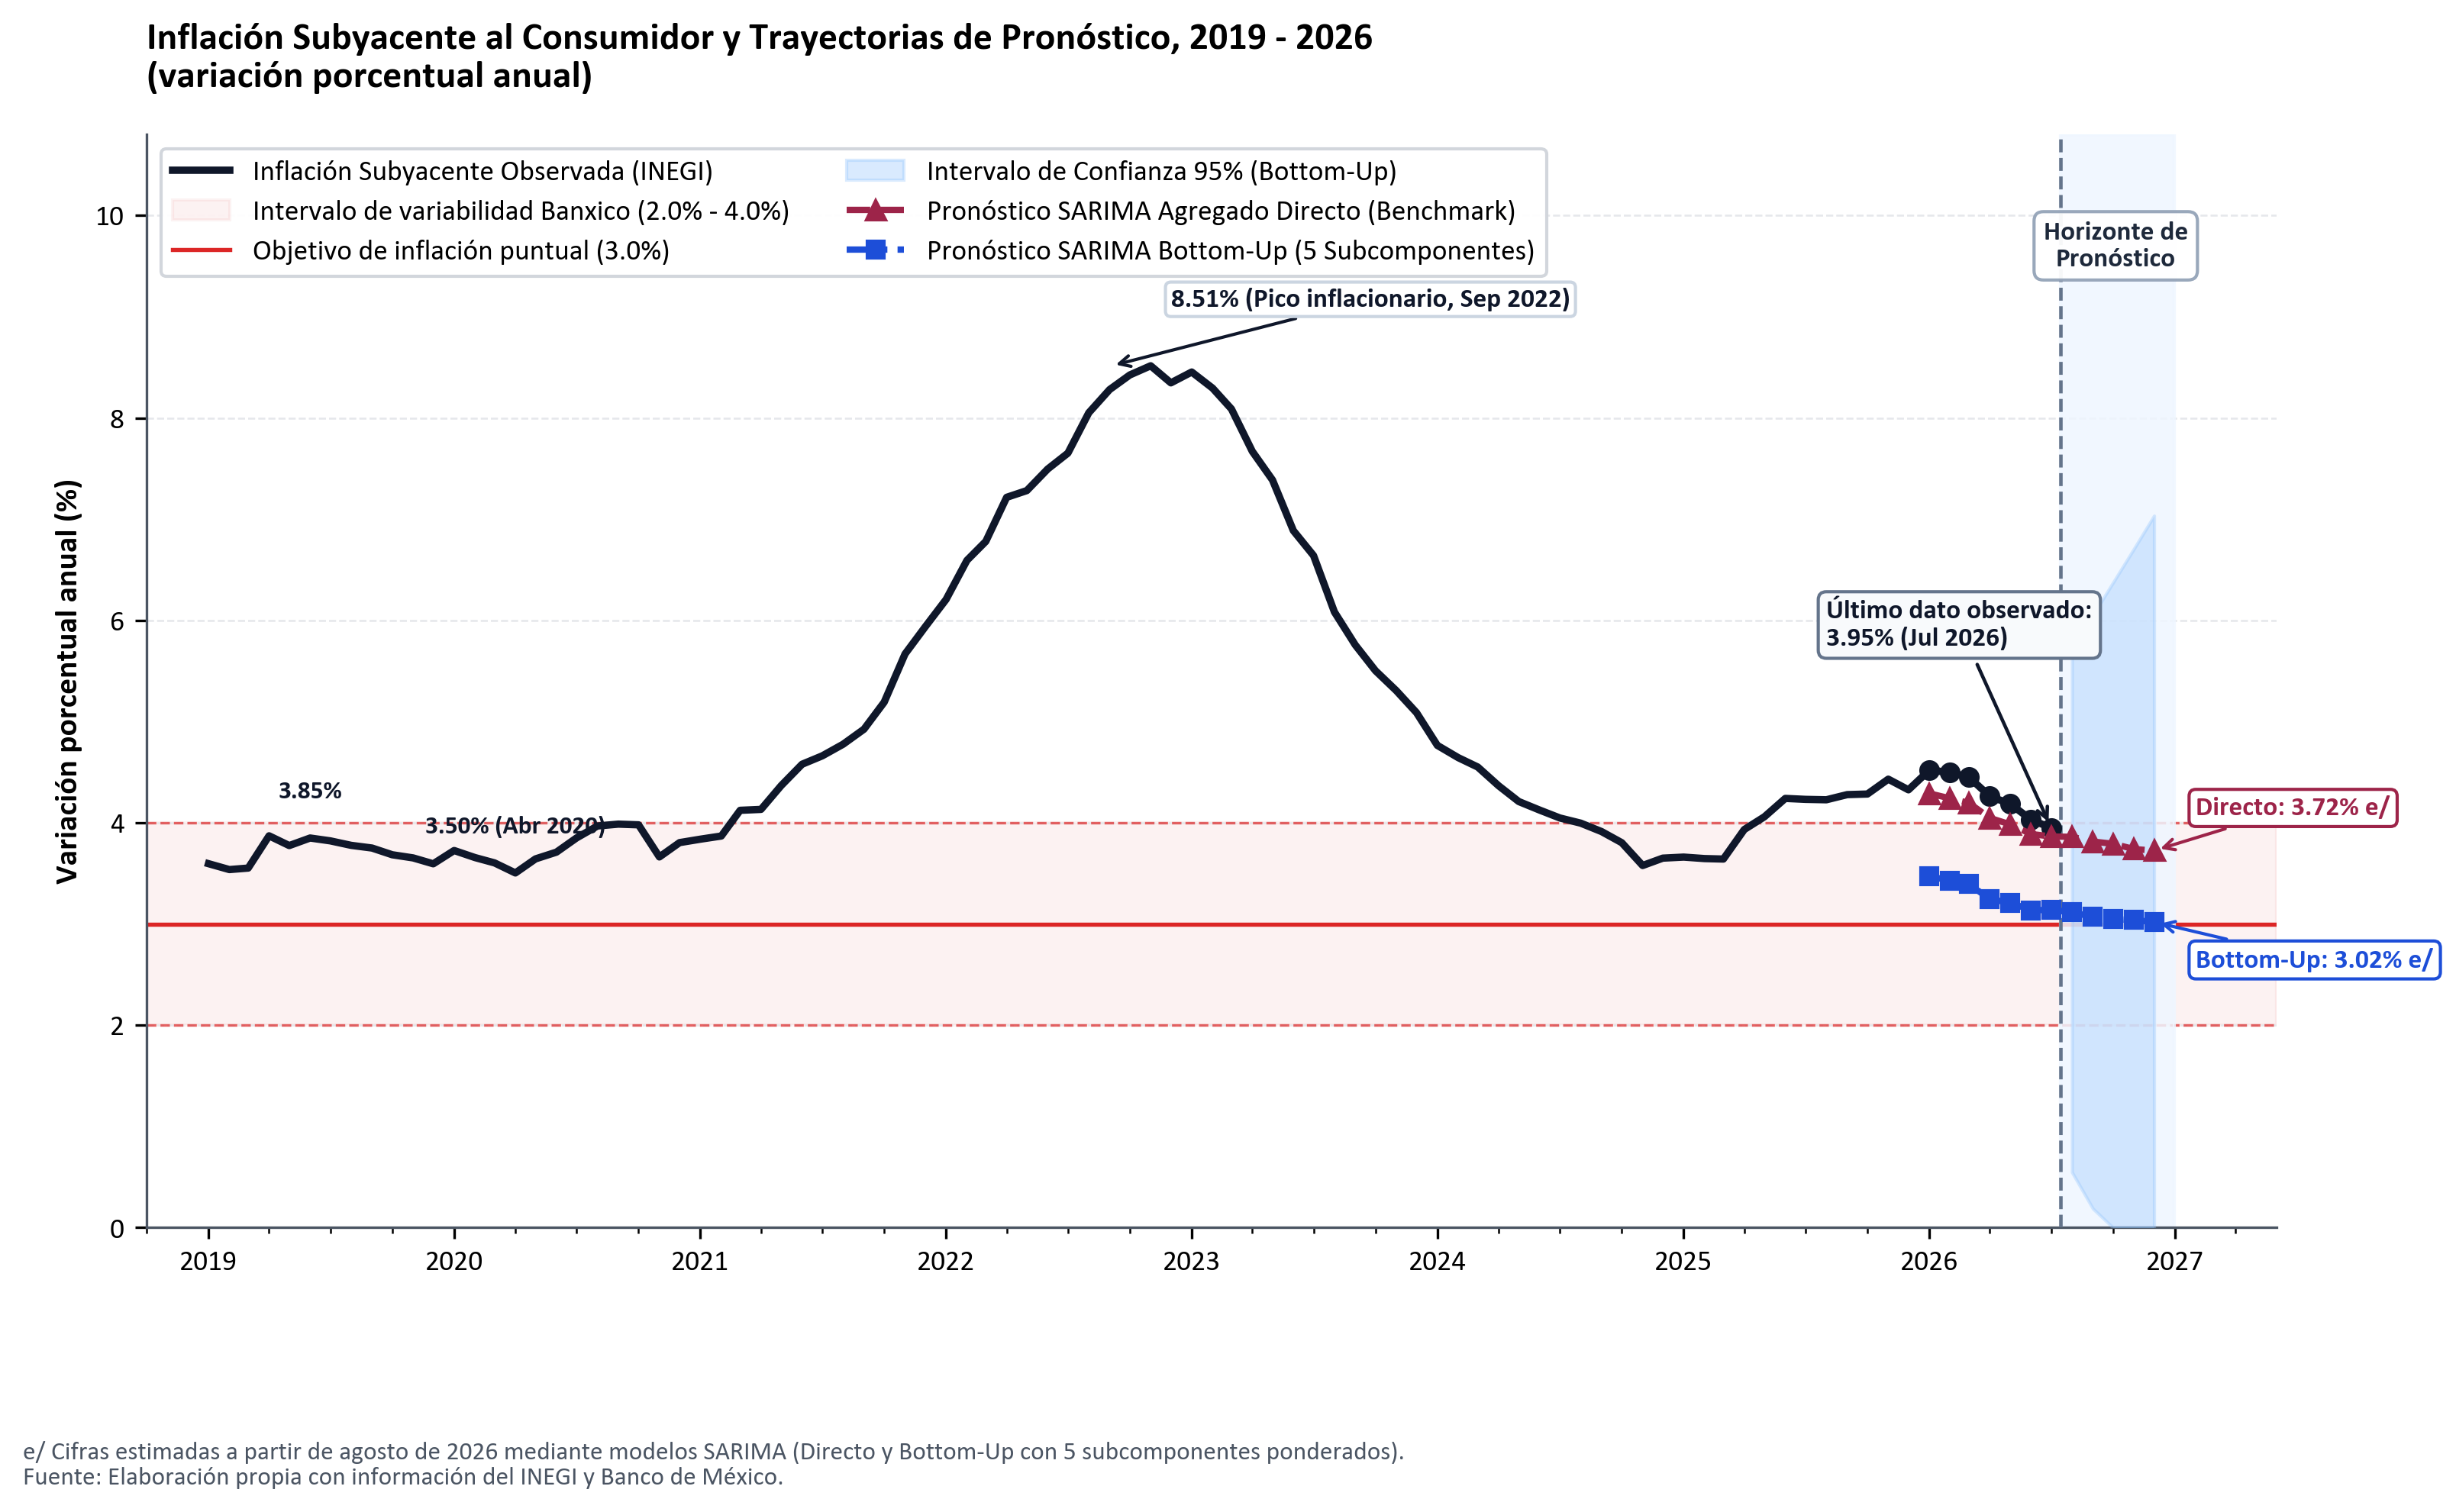 Inflación Subyacente al Consumidor y Trayectorias de Pronóstico, 2019 - 2026
(variación porcentual anual)
Inflación Subyacente Observada (INEGI)
Intervalo de variabilidad Banxico (2.0% - 4.0%)
Objetivo de inflación puntual (3.0%)
Intervalo de Confianza 95% (Bottom-Up)
Pronóstico SARIMA Agregado Directo (Benchmark)
Pronóstico SARIMA Bottom-Up (5 Subcomponentes)
Horizonte de
Pronóstico
8.51% (Pico inflacionario, Sep 2022)
Último dato observado:
3.95% (Jul 2026)
3.85%
3.50% (Abr 2020)
Directo: 3.72% e/
Bottom-Up: 3.02% e/
Variación porcentual anual (%)
10
8
6
4
2
0
2019
2020
2021
2022
2023
2024
2025
2026
2027
e/ Cifras estimadas a partir de agosto de 2026 mediante modelos SARIMA (Directo y Bottom-Up con 5 subcomponentes ponderados).
Fuente: Elaboración propia con información del INEGI y Banco de México.